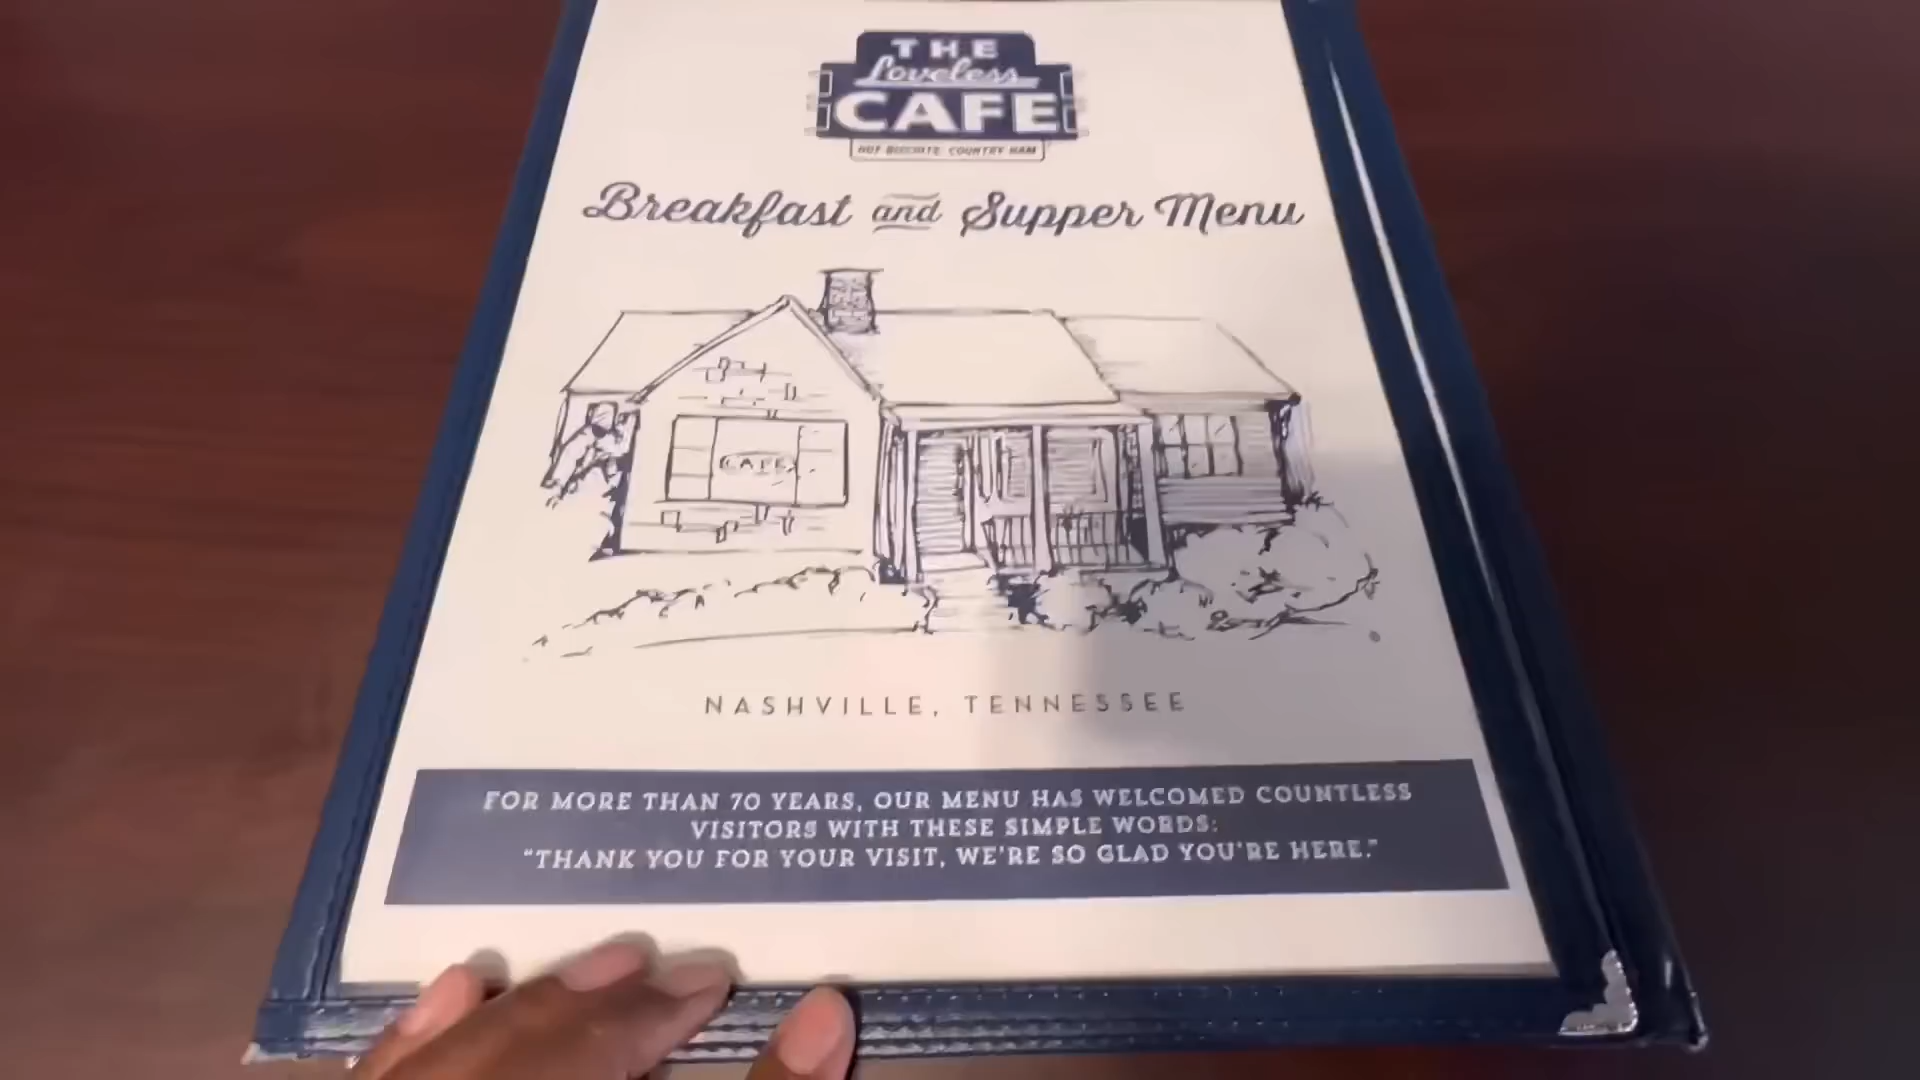 THE
Loveless
CAFE
HOT BISCUITS COUNTRY HAM
Breakfast and Supper Menu
CAFE
NASHVILLE, TENNESSEE
FOR MORE THAN 70 YEARS, OUR MENU HAS WELCOMED COUNTLESS
VISITORS WITH THESE SIMPLE WORDS:
"THANK YOU FOR YOUR VISIT, WE'RE SO GLAD YOU'RE HERE."